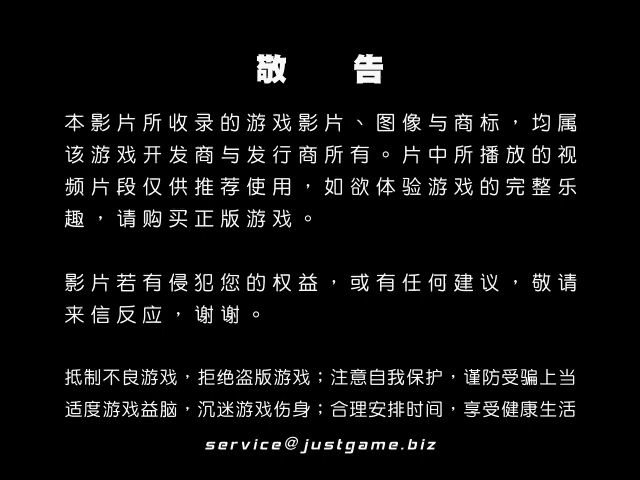 敬 告
本影片所收录的游戏影片、图像与商标，均属
该游戏开发商与发行商所有。片中所播放的视
频片段仅供推荐使用，如欲体验游戏的完整乐
趣，请购买正版游戏。
影片若有侵犯您的权益，或有任何建议，敬请
来信反应，谢谢。
抵制不良游戏，拒绝盗版游戏；注意自我保护，谨防受骗上当
适度游戏益脑，沉迷游戏伤身；合理安排时间，享受健康生活
service@justgame.biz